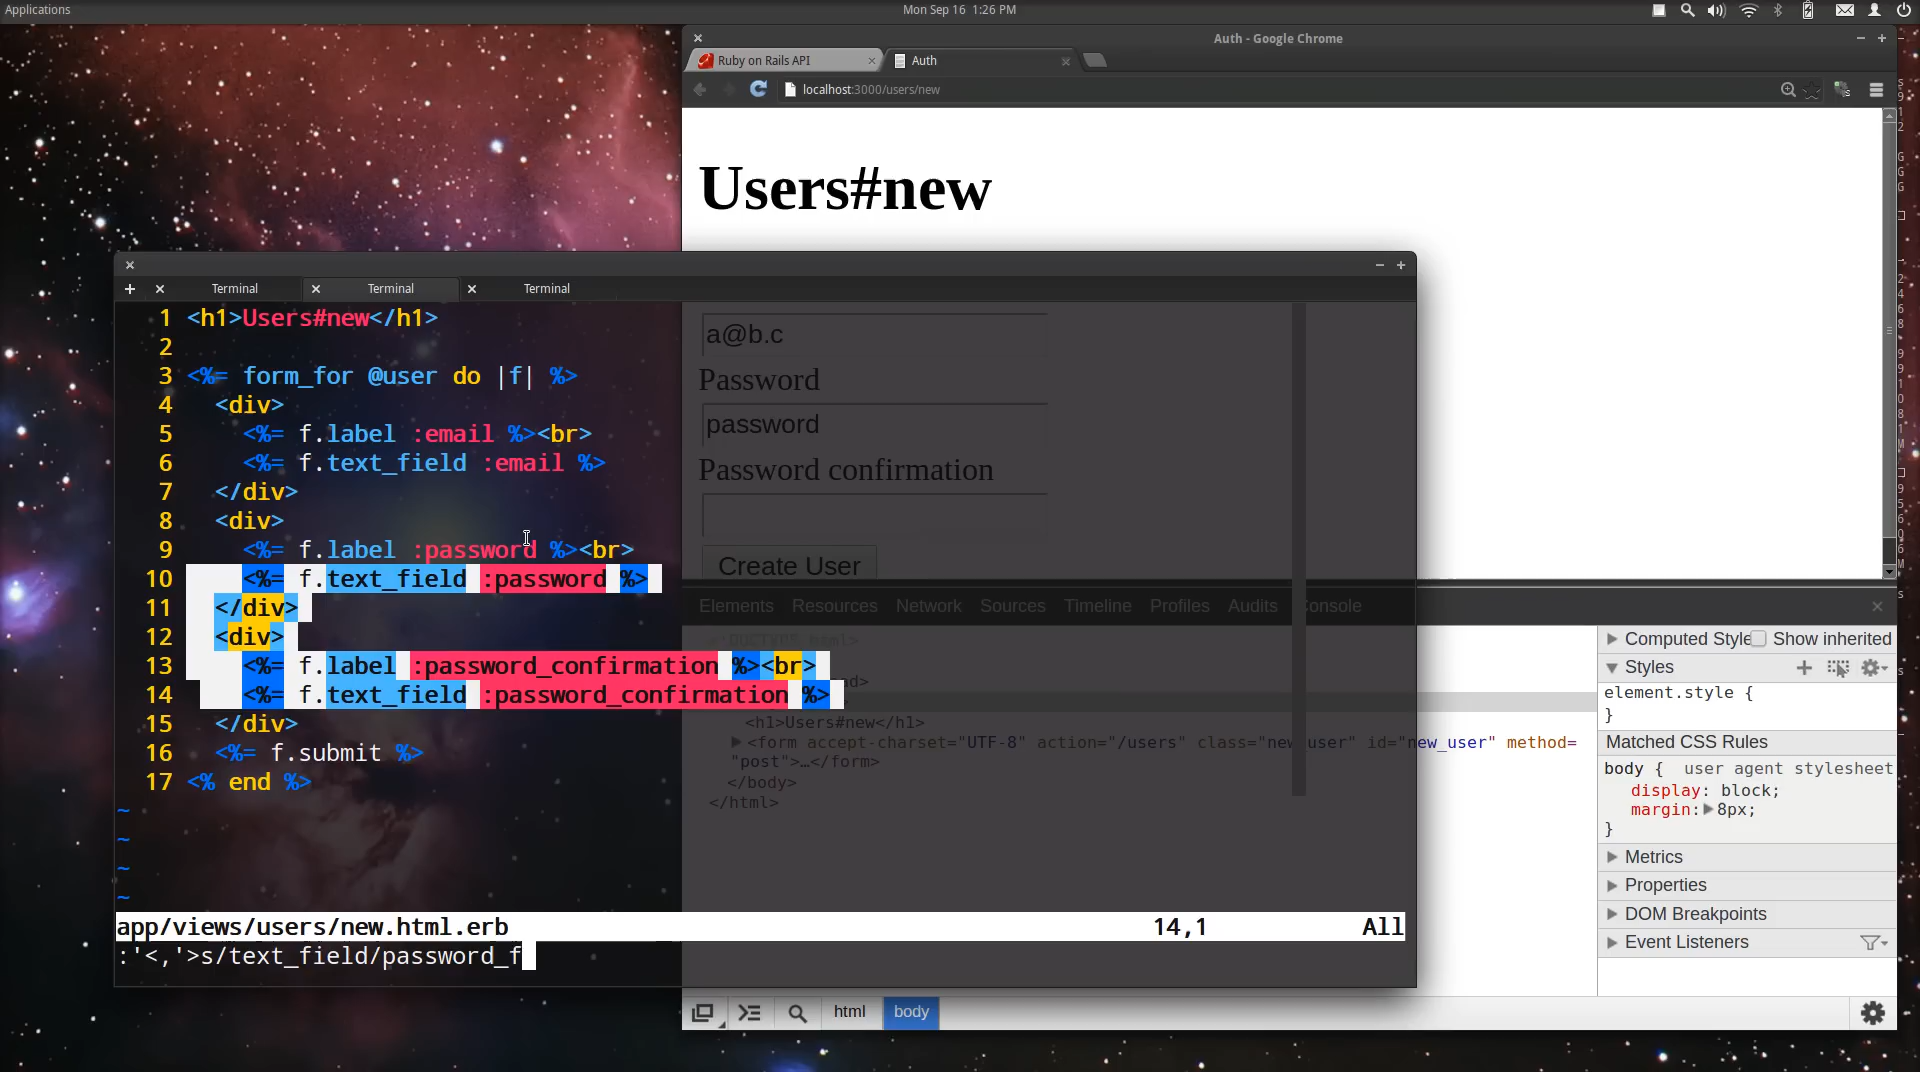 Applications
Mon Sep 16 1:26 PM
Auth - Google Chrome
Ruby on Rails API
Auth
localhost:3000/users/new
Users#new
Terminal
Terminal
Terminal
1 <h1>Users#new</h1>
2
3 <%= form_for @user do |f| %>
4 <div>
5 <%= f.label :email %><br>
6 <%= f.text_field :email %>
7 </div>
8 <div>
9 <%= f.label :password %><br>
10 <%= f.text_field :password %>
11 </div>
12 <div>
13 <%= f.label :password_confirmation %><br>
14 <%= f.text_field :password_confirmation %>
15 </div>
16 <%= f.submit %>
17 <% end %>
~
~
~
~
app/views/users/new.html.erb 14,1 All
:'<,'>s/text_field/password_f
a@b.c
Password
password
Password confirmation
Create User
Elements Resources Network Sources Timeline Profiles Audits Console
<h1>Users#new</h1>
<form accept-charset="UTF-8" action="/users" class="new_user" id="new_user" method=
"post">…</form>
</body>
</html>
Computed Style Show inherited
Styles
element.style {
}
Matched CSS Rules
body { user agent stylesheet
display: block;
margin: 8px;
}
Metrics
Properties
DOM Breakpoints
Event Listeners
html body